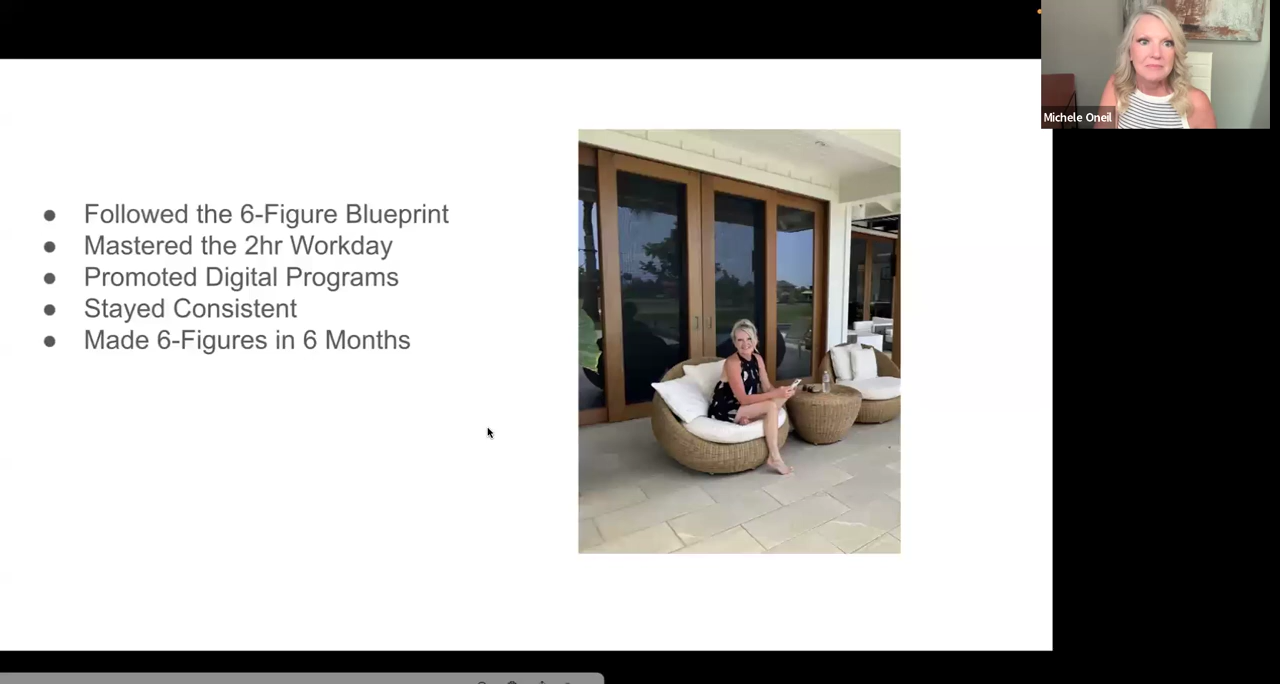 Michele Oneil
● Followed the 6-Figure Blueprint
● Mastered the 2hr Workday
● Promoted Digital Programs
● Stayed Consistent
● Made 6-Figures in 6 Months